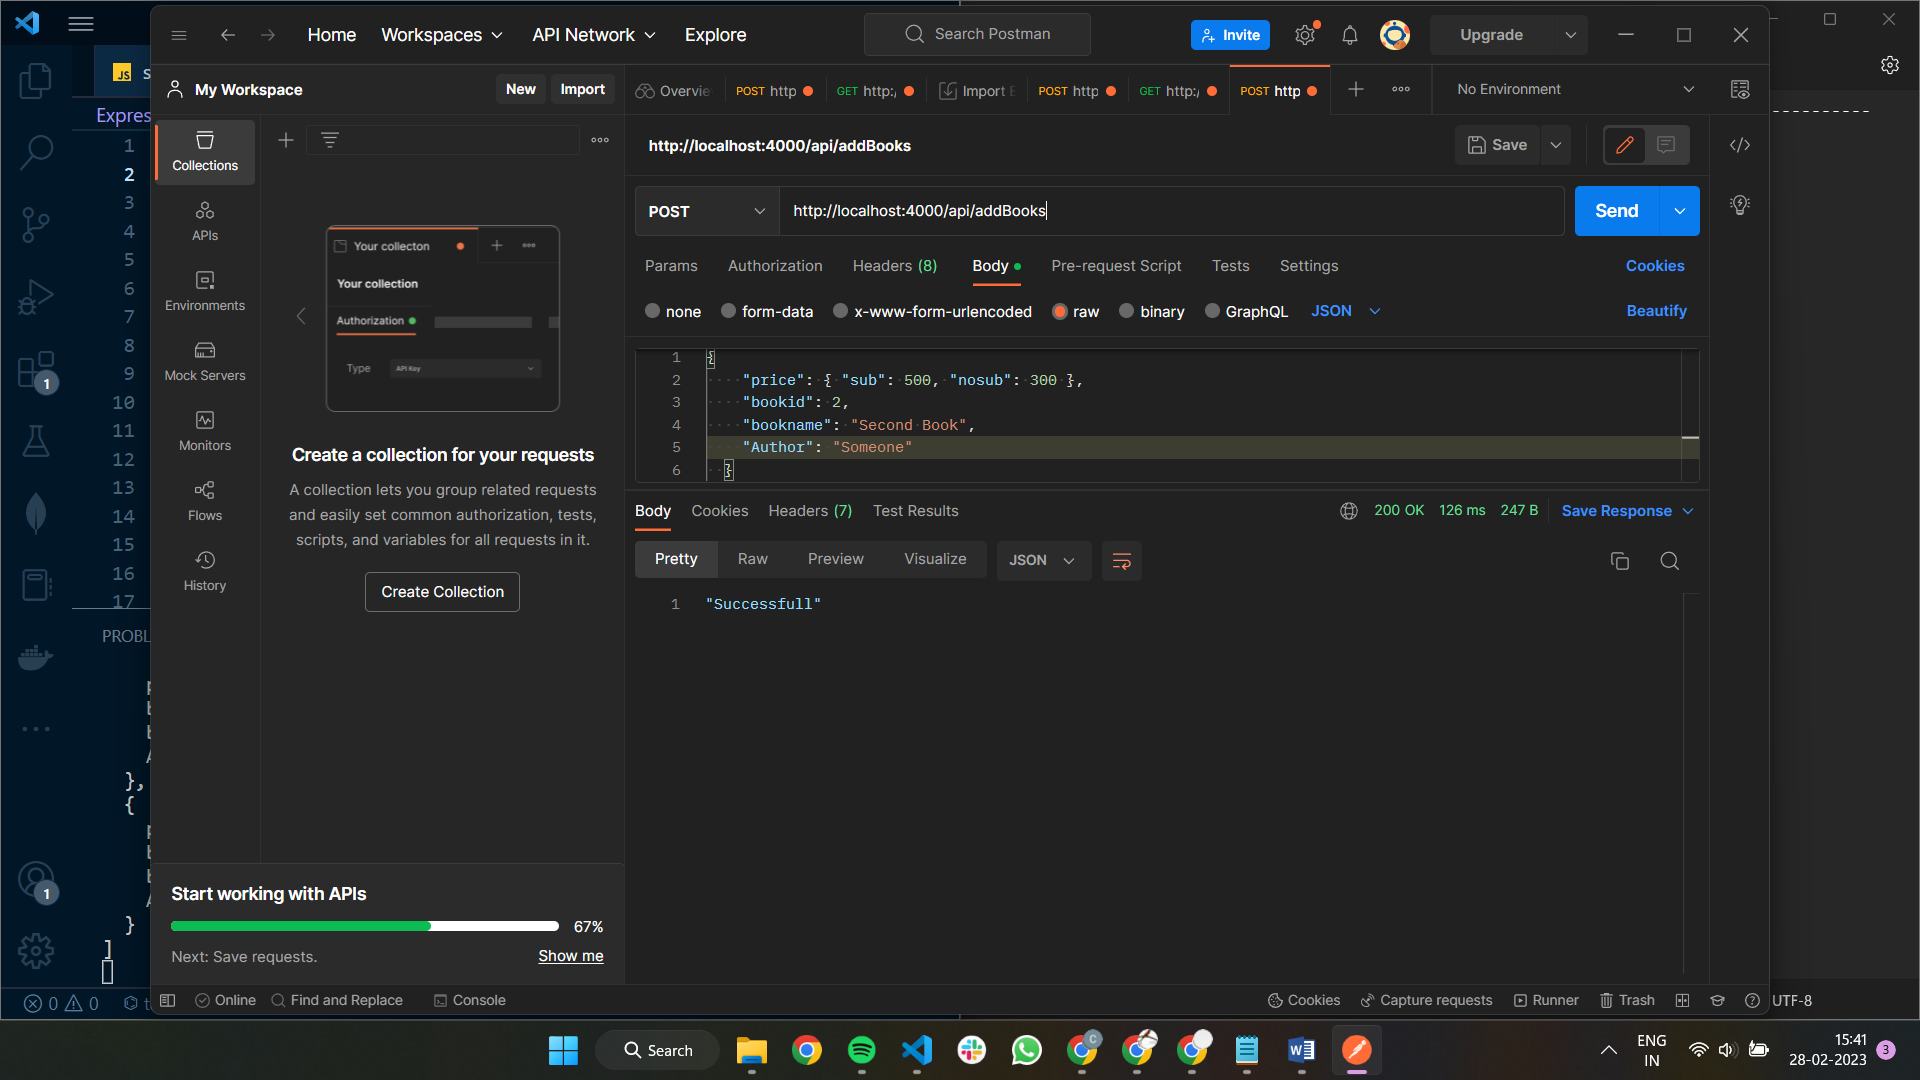 Home Workspaces API Network Explore Search Postman Invite Upgrade
JS S
My Workspace New Import Overvie POST http GET http:/ Import E POST http GET http:/ POST http No Environment
Expres
Collections
APIs
Environments
Mock Servers
Monitors
Flows
History
1
2
3
4
5
6
7
8
9
10
11
12
13
14
15
16
17
PROBL
},
{
}
]
Your collecton
Your collection
Authorization
Type API Key
Create a collection for your requests
A collection lets you group related requests
and easily set common authorization, tests,
scripts, and variables for all requests in it.
Create Collection
Start working with APIs
67%
Next: Save requests. Show me
http://localhost:4000/api/addBooks Save
POST http://localhost:4000/api/addBooks Send
Params Authorization Headers (8) Body Pre-request Script Tests Settings Cookies
none form-data x-www-form-urlencoded raw binary GraphQL JSON Beautify
1 {
2 "price": { "sub": 500, "nosub": 300 },
3 "bookid": 2,
4 "bookname": "Second Book",
5 "Author": "Someone"
6 }
Body Cookies Headers (7) Test Results 200 OK 126 ms 247 B Save Response
Pretty Raw Preview Visualize JSON
1 "Successfull"
1
1
0 0 Online Find and Replace Console Cookies Capture requests Runner Trash UTF-8
Search ENG
IN 15:41
28-02-2023 3